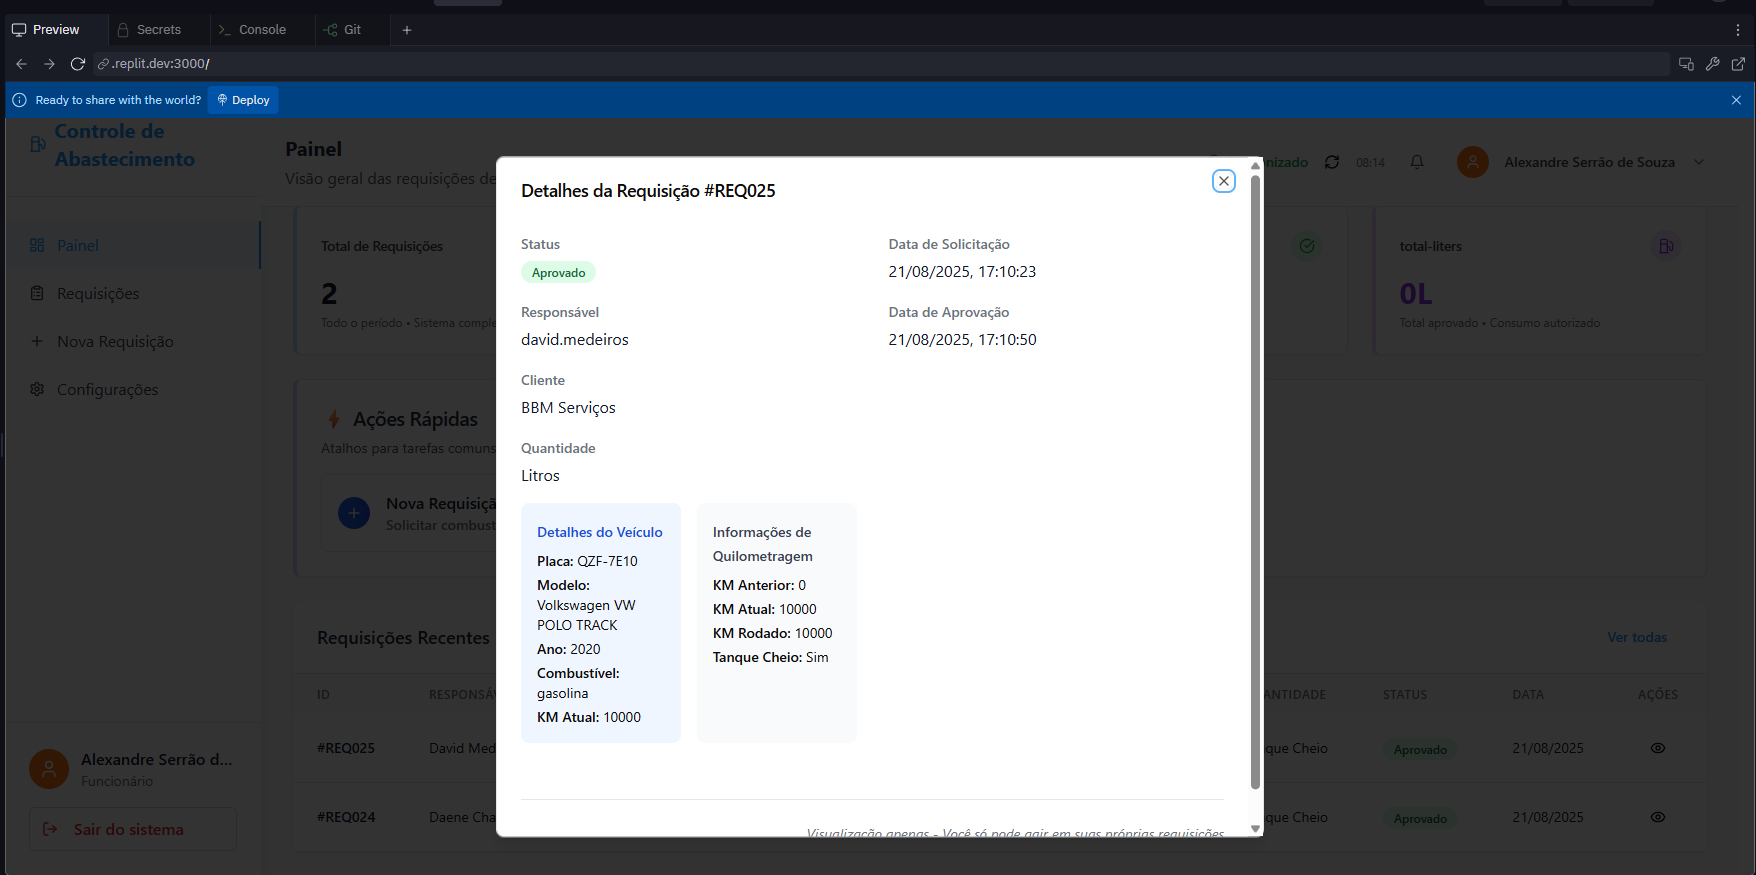 Preview
Secrets
Console
Git
.replit.dev:3000/
Ready to share with the world?
Deploy
Controle de
Abastecimento
Painel
Visão geral das requisições de
08:14
Alexandre Serrão de Souza
Painel
Requisições
Nova Requisição
Configurações
Total de Requisições
2
Todo o período • Sistema comple
total-liters
0L
Total aprovado • Consumo autorizado
Ações Rápidas
Atalhos para tarefas comuns
Nova Requisiçã
Solicitar combust
Requisições Recentes
Ver todas
ID
RESPONSÁV
ANTIDADE
STATUS
DATA
AÇÕES
#REQ025
David Med
que Cheio
Aprovado
21/08/2025
#REQ024
Daene Cha
que Cheio
Aprovado
21/08/2025
Alexandre Serrão d...
Funcionário
Sair do sistema
Detalhes da Requisição #REQ025
Status
Aprovado
Data de Solicitação
21/08/2025, 17:10:23
Responsável
david.medeiros
Data de Aprovação
21/08/2025, 17:10:50
Cliente
BBM Serviços
Quantidade
Litros
Detalhes do Veículo
Placa: QZF-7E10
Modelo:
Volkswagen VW
POLO TRACK
Ano: 2020
Combustível:
gasolina
KM Atual: 10000
Informações de
Quilometragem
KM Anterior: 0
KM Atual: 10000
KM Rodado: 10000
Tanque Cheio: Sim
Visualização apenas - Você só pode agir em suas próprias requisições